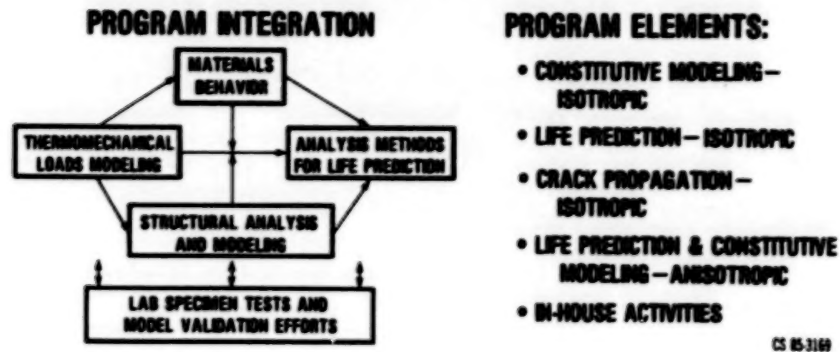 PROGRAM INTEGRATION
MATERIALS
BEHAVIOR
THERMOMECHANICAL
LOADS MODELING
ANALYSIS METHODS
FOR LIFE PREDICTION
STRUCTURAL ANALYSIS
AND MODELING
LAB SPECIMEN TESTS AND
MODEL VALIDATION EFFORTS
PROGRAM ELEMENTS:
• CONSTITUTIVE MODELING—
ISOTROPIC
• LIFE PREDICTION—ISOTROPIC
• CRACK PROPAGATION—
ISOTROPIC
• LIFE PREDICTION & CONSTITUTIVE
MODELING—ANISOTROPIC
• IN-HOUSE ACTIVITIES
CS 85-3169